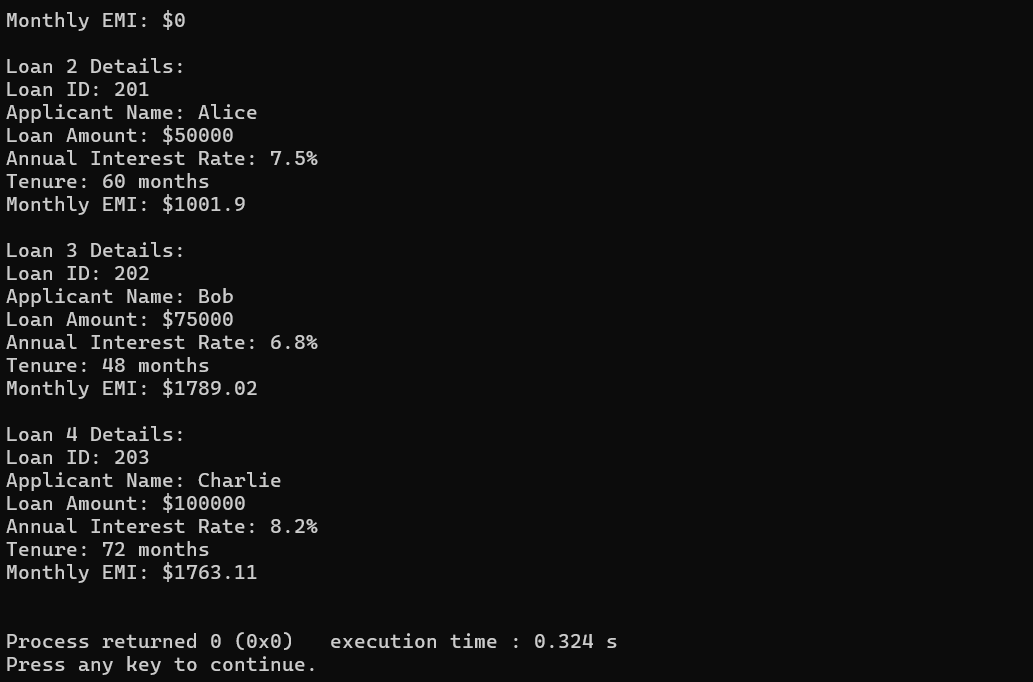 Monthly EMI: $0
Loan 2 Details:
Loan ID: 201
Applicant Name: Alice
Loan Amount: $50000
Annual Interest Rate: 7.5%
Tenure: 60 months
Monthly EMI: $1001.9
Loan 3 Details:
Loan ID: 202
Applicant Name: Bob
Loan Amount: $75000
Annual Interest Rate: 6.8%
Tenure: 48 months
Monthly EMI: $1789.02
Loan 4 Details:
Loan ID: 203
Applicant Name: Charlie
Loan Amount: $100000
Annual Interest Rate: 8.2%
Tenure: 72 months
Monthly EMI: $1763.11
Process returned 0 (0x0)   execution time : 0.324 s
Press any key to continue.